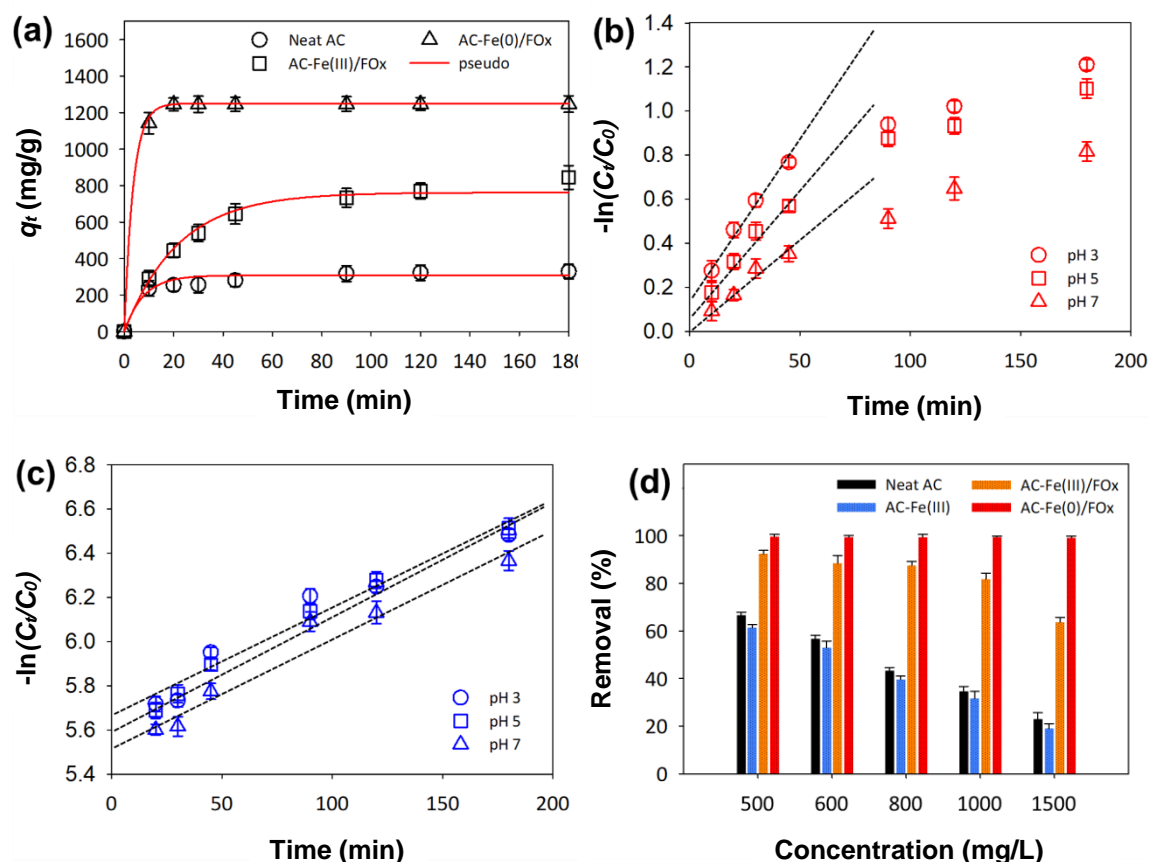 (a)
1600
1400
1200
1000
800
600
400
200
0
0 20 40 60 80 100 120 140 160 180
qt (mg/g)
Time (min)
Neat AC
AC-Fe(III)/FOx
AC-Fe(0)/FOx
pseudo
(b)
1.4
1.2
1.0
0.8
0.6
0.4
0.2
0.0
0 50 100 150 200
-ln(Ct/C0)
Time (min)
pH 3
pH 5
pH 7
(c)
6.8
6.6
6.4
6.2
6.0
5.8
5.6
5.4
0 50 100 150 200
-ln(Ct/C0)
Time (min)
pH 3
pH 5
pH 7
(d)
Neat AC
AC-Fe(III)
AC-Fe(III)/FOx
AC-Fe(0)/FOx
100
80
60
40
20
0
500 600 800 1000 1500
Removal (%)
Concentration (mg/L)